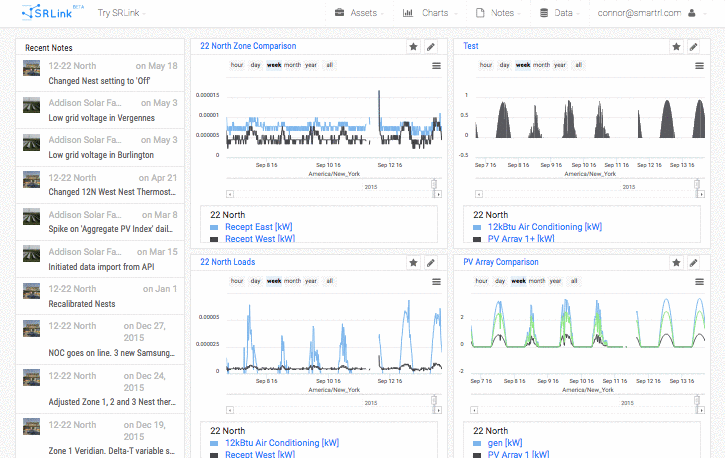 SRLink BETA
Try SRLink
Assets
Charts
Notes
Data
connor@smartrl.com
Recent Notes
12-22 North on May 18
Changed Nest setting to 'Off'
Addison Solar Fa... on May 3
Low grid voltage in Vergennes
Addison Solar Fa... on May 3
Low grid voltage in Burlington
12-22 North on Apr 21
Changed 12N West Nest Thermost...
Addison Solar Fa... on Mar 8
Spike on 'Aggregate PV Index' dail...
Addison Solar Fa... on Mar 15
Initiated data import from API
12-22 North on Jan 1
Recalibrated Nests
12-22 North on Dec 27, 2015
NOC goes on line. 3 new Samsung...
12-22 North on Dec 24, 2015
Adjusted Zone 1, 2 and 3 Nest ther...
12-22 North on Dec 19, 2015
Zone 1 Veridian. Delta-T variable s...
22 North Zone Comparison
hour day week month year all
0.000015
0.00001
0.000005
0
Sep 8 16 Sep 10 16 Sep 12 16
America/New_York
2015
22 North
Recept East [kW]
Recept West [kW]
Test
hour day week month year all
1
0.5
0
-0.5
Sep 7 16 Sep 8 16 Sep 9 16 Sep 10 16 Sep 11 16 Sep 12 16 Sep 13 16
America/New_York
2015
22 North
12kBtu Air Conditioning [kW]
PV Array 1+ [kW]
22 North Loads
hour day week month year all
0.00005
0.000025
0
Sep 8 16 Sep 10 16 Sep 12 16
America/New_York
2015
22 North
12kBtu Air Conditioning [kW]
Recept West [kW]
PV Array Comparison
hour day week month year all
2
0
-2
Sep 7 16 Sep 8 16 Sep 9 16 Sep 10 16 Sep 11 16 Sep 12 16 Sep 13 16
America/New_York
2015
22 North
gen [kW]
PV Array 1 [kW]